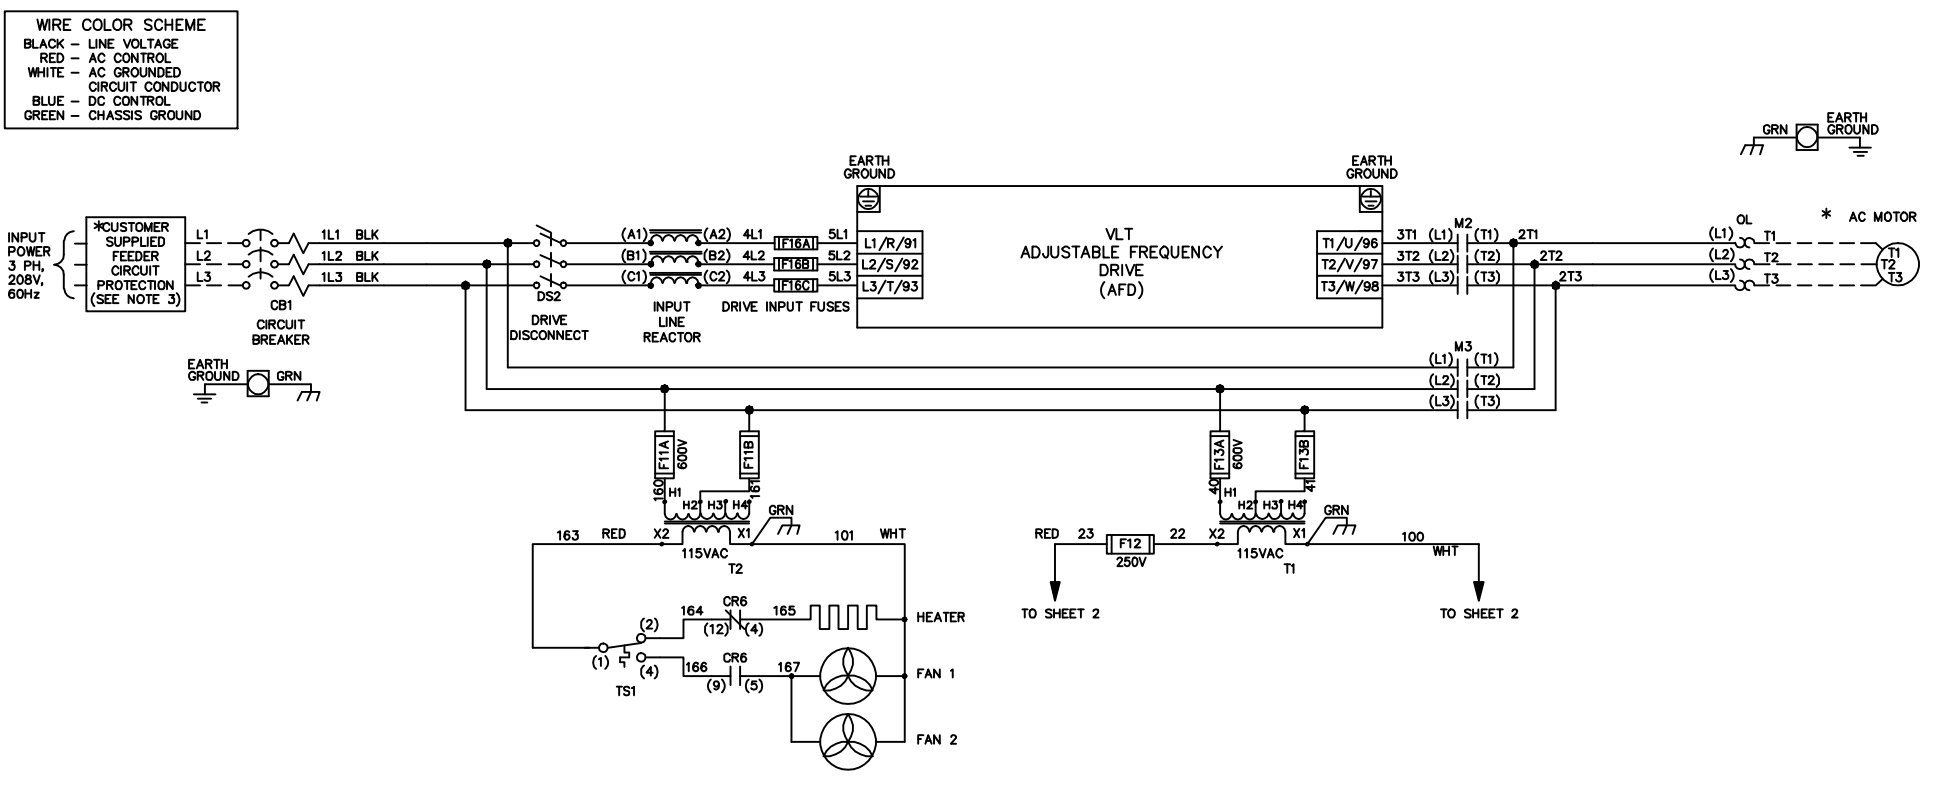 WIRE COLOR SCHEME
BLACK – LINE VOLTAGE
RED – AC CONTROL
WHITE – AC GROUNDED
CIRCUIT CONDUCTOR
BLUE – DC CONTROL
GREEN – CHASSIS GROUND
GRN
EARTH
GROUND
EARTH
GROUND
EARTH
GROUND
INPUT
POWER
3 PH,
208V,
60Hz
*CUSTOMER
SUPPLIED
FEEDER
CIRCUIT
PROTECTION
(SEE NOTE 3)
L1
L2
L3
CB1
CIRCUIT
BREAKER
1L1 BLK
1L2 BLK
1L3 BLK
DS2
DRIVE
DISCONNECT
(A1) (A2) 4L1 F16A 5L1
(B1) (B2) 4L2 F16B 5L2
(C1) (C2) 4L3 F16C 5L3
INPUT
LINE
REACTOR
DRIVE INPUT FUSES
L1/R/91
L2/S/92
L3/T/93
VLT
ADJUSTABLE FREQUENCY
DRIVE
(AFD)
T1/U/96
T2/V/97
T3/W/98
M2
3T1 (L1) (T1) 2T1
3T2 (L2) (T2) 2T2
3T3 (L3) (T3) 2T3
OL
(L1) T1
(L2) T2
(L3) T3
* AC MOTOR
T1
T2
T3
EARTH
GROUND
GRN
M3
(L1) (T1)
(L2) (T2)
(L3) (T3)
F11A
600V
F11B
160
161
H1
H2 H3 H4
GRN
163 RED X2 X1 101 WHT
115VAC
T2
F13A
600V
F13B
40
41
H1
H2 H3 H4
GRN
RED 23 F12 22 X2 X1 100
WHT
250V
115VAC
T1
TO SHEET 2
TO SHEET 2
164 CR6 165
(12) (4)
HEATER
(2)
(1)
(4)
TS1
166 CR6 167
(9) (5)
FAN 1
FAN 2